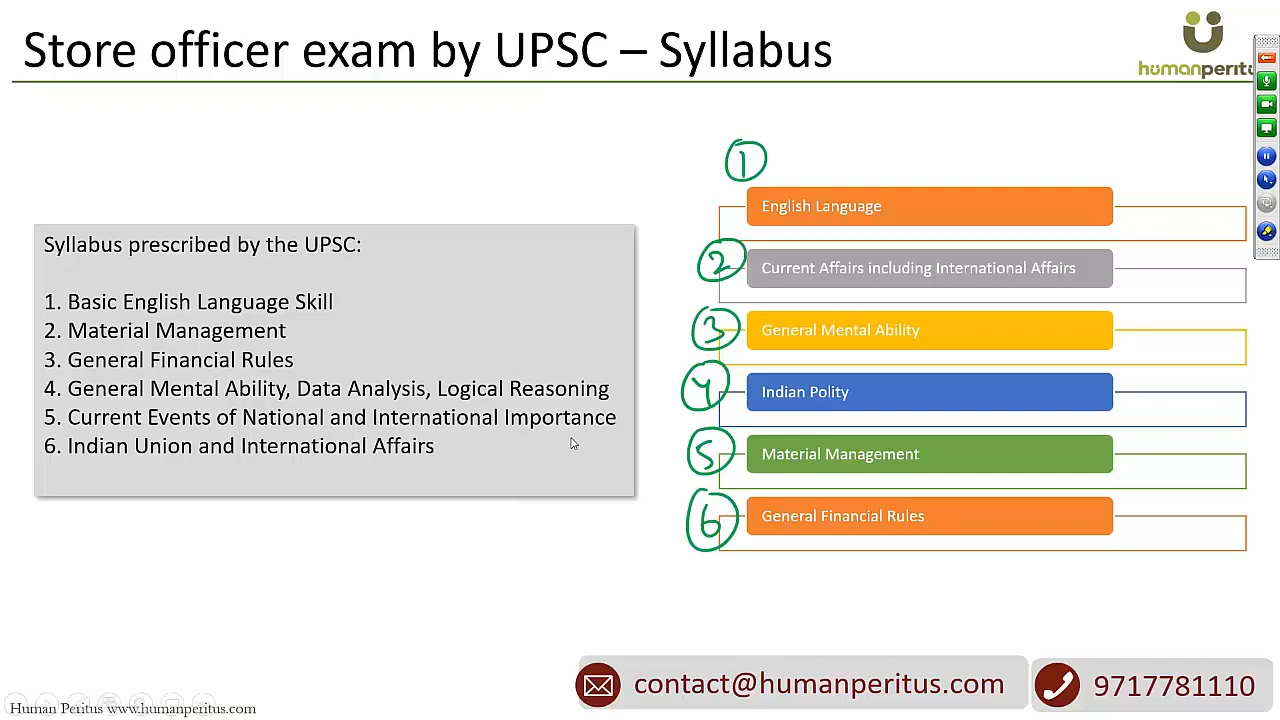 Store officer exam by UPSC – Syllabus
humanperitu
Syllabus prescribed by the UPSC:
1. Basic English Language Skill
2. Material Management
3. General Financial Rules
4. General Mental Ability, Data Analysis, Logical Reasoning
5. Current Events of National and International Importance
6. Indian Union and International Affairs
1
English Language
2 Current Affairs including International Affairs
3 General Mental Ability
4 Indian Polity
5 Material Management
6 General Financial Rules
contact@humanperitus.com
9717781110
Human Peritus www.humanperitus.com